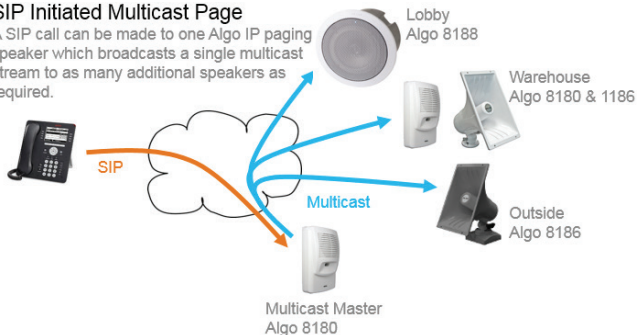 SIP Initiated Multicast Page
A SIP call can be made to one Algo IP paging
speaker which broadcasts a single multicast
stream to as many additional speakers as
required.
Lobby
Algo 8188
Warehouse
Algo 8180 & 1186
SIP
Multicast
Outside
Algo 8186
Multicast Master
Algo 8180